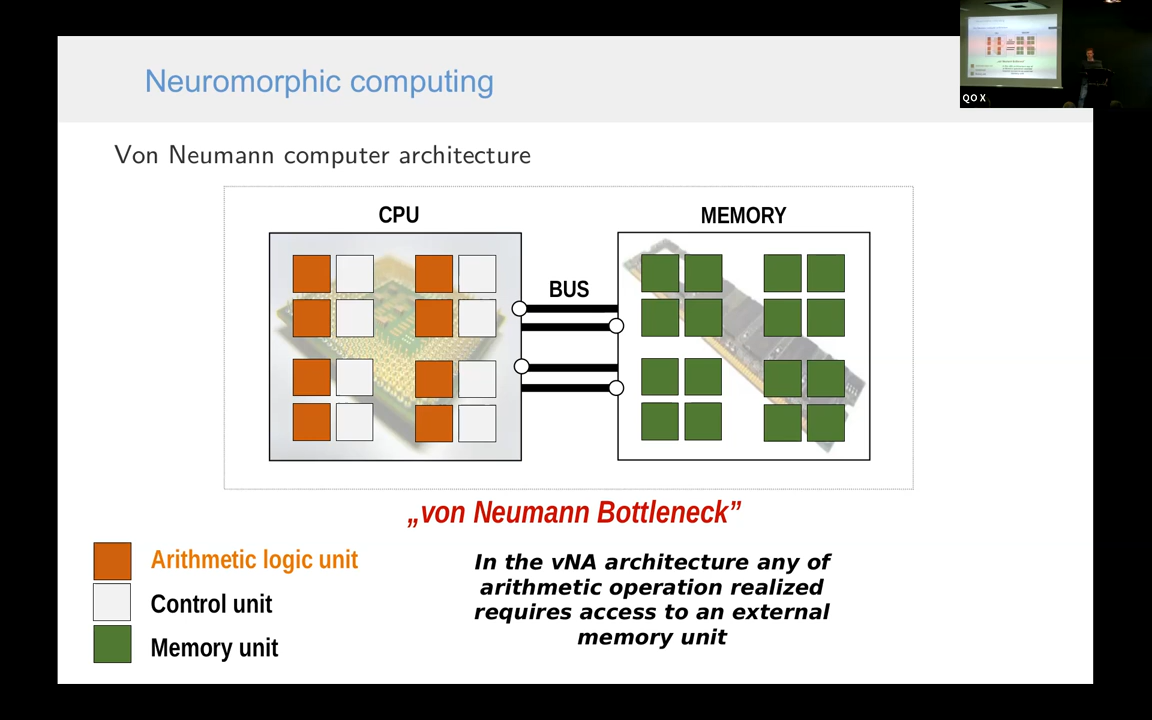 Neuromorphic computing
QO X
Von Neumann computer architecture
CPU
MEMORY
BUS
„von Neumann Bottleneck”
Arithmetic logic unit
Control unit
Memory unit
In the vNA architecture any of
arithmetic operation realized
requires access to an external
memory unit